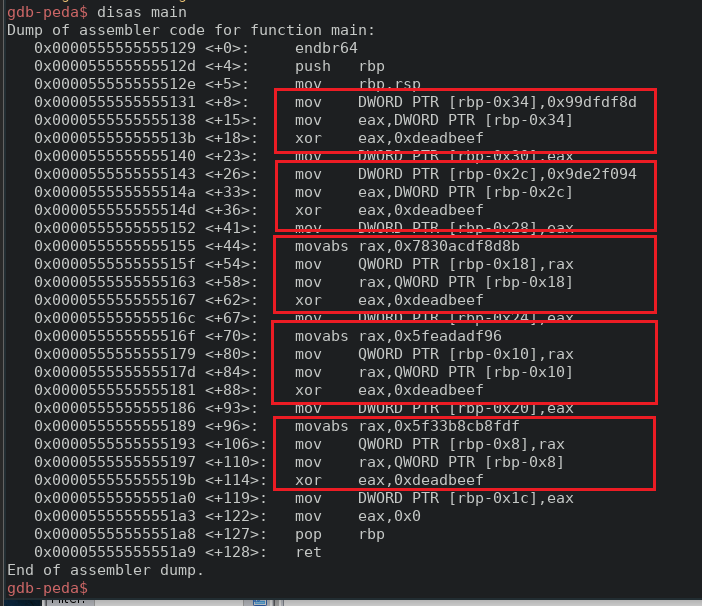 gdb-peda$ disas main
Dump of assembler code for function main:
0x0000555555555129 <+0>: endbr64
0x000055555555512d <+4>: push rbp
0x000055555555512e <+5>: mov rbp,rsp
0x0000555555555131 <+8>: mov DWORD PTR [rbp-0x34],0x99dfdf8d
0x0000555555555138 <+15>: mov eax,DWORD PTR [rbp-0x34]
0x000055555555513b <+18>: xor eax,0xdeadbeef
0x0000555555555140 <+23>: mov DWORD PTR [rbp-0x30],eax
0x0000555555555143 <+26>: mov DWORD PTR [rbp-0x2c],0x9de2f094
0x000055555555514a <+33>: mov eax,DWORD PTR [rbp-0x2c]
0x000055555555514d <+36>: xor eax,0xdeadbeef
0x0000555555555152 <+41>: mov DWORD PTR [rbp-0x28],eax
0x0000555555555155 <+44>: movabs rax,0x7830acdf8d8b
0x000055555555515f <+54>: mov QWORD PTR [rbp-0x18],rax
0x0000555555555163 <+58>: mov rax,QWORD PTR [rbp-0x18]
0x0000555555555167 <+62>: xor eax,0xdeadbeef
0x000055555555516c <+67>: mov DWORD PTR [rbp-0x24],eax
0x000055555555516f <+70>: movabs rax,0x5feadadf96
0x0000555555555179 <+80>: mov QWORD PTR [rbp-0x10],rax
0x000055555555517d <+84>: mov rax,QWORD PTR [rbp-0x10]
0x0000555555555181 <+88>: xor eax,0xdeadbeef
0x0000555555555186 <+93>: mov DWORD PTR [rbp-0x20],eax
0x0000555555555189 <+96>: movabs rax,0x5f33b8cb8fdf
0x0000555555555193 <+106>: mov QWORD PTR [rbp-0x8],rax
0x0000555555555197 <+110>: mov rax,QWORD PTR [rbp-0x8]
0x000055555555519b <+114>: xor eax,0xdeadbeef
0x00005555555551a0 <+119>: mov DWORD PTR [rbp-0x1c],eax
0x00005555555551a3 <+122>: mov eax,0x0
0x00005555555551a8 <+127>: pop rbp
0x00005555555551a9 <+128>: ret
End of assembler dump.
gdb-peda$